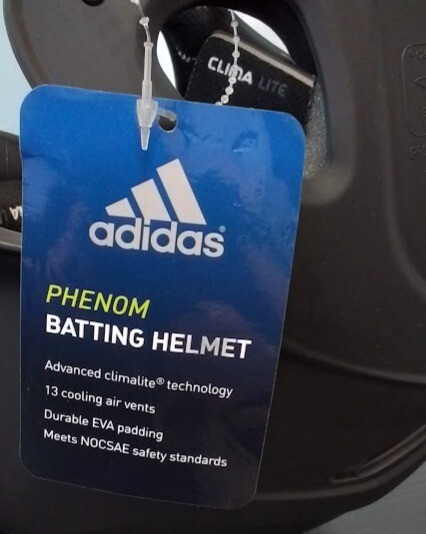 CLIMA LITE
adidas®
PHENOM
BATTING HELMET
Advanced climalite® technology
13 cooling air vents
Durable EVA padding
Meets NOCSAE safety standards